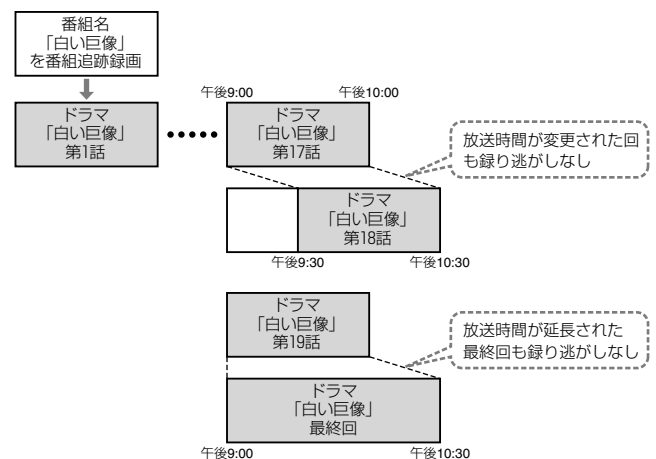 番組名
「白い巨像」
を番組追跡録画
ドラマ
「白い巨像」
第1話
•••••
午後9:00
午後10:00
ドラマ
「白い巨像」
第17話
放送時間が変更された回
も録り逃がしなし
ドラマ
「白い巨像」
第18話
午後9:30
午後10:30
ドラマ
「白い巨像」
第19話
放送時間が延長された
最終回も録り逃がしなし
ドラマ
「白い巨像」
最終回
午後9:00
午後10:30